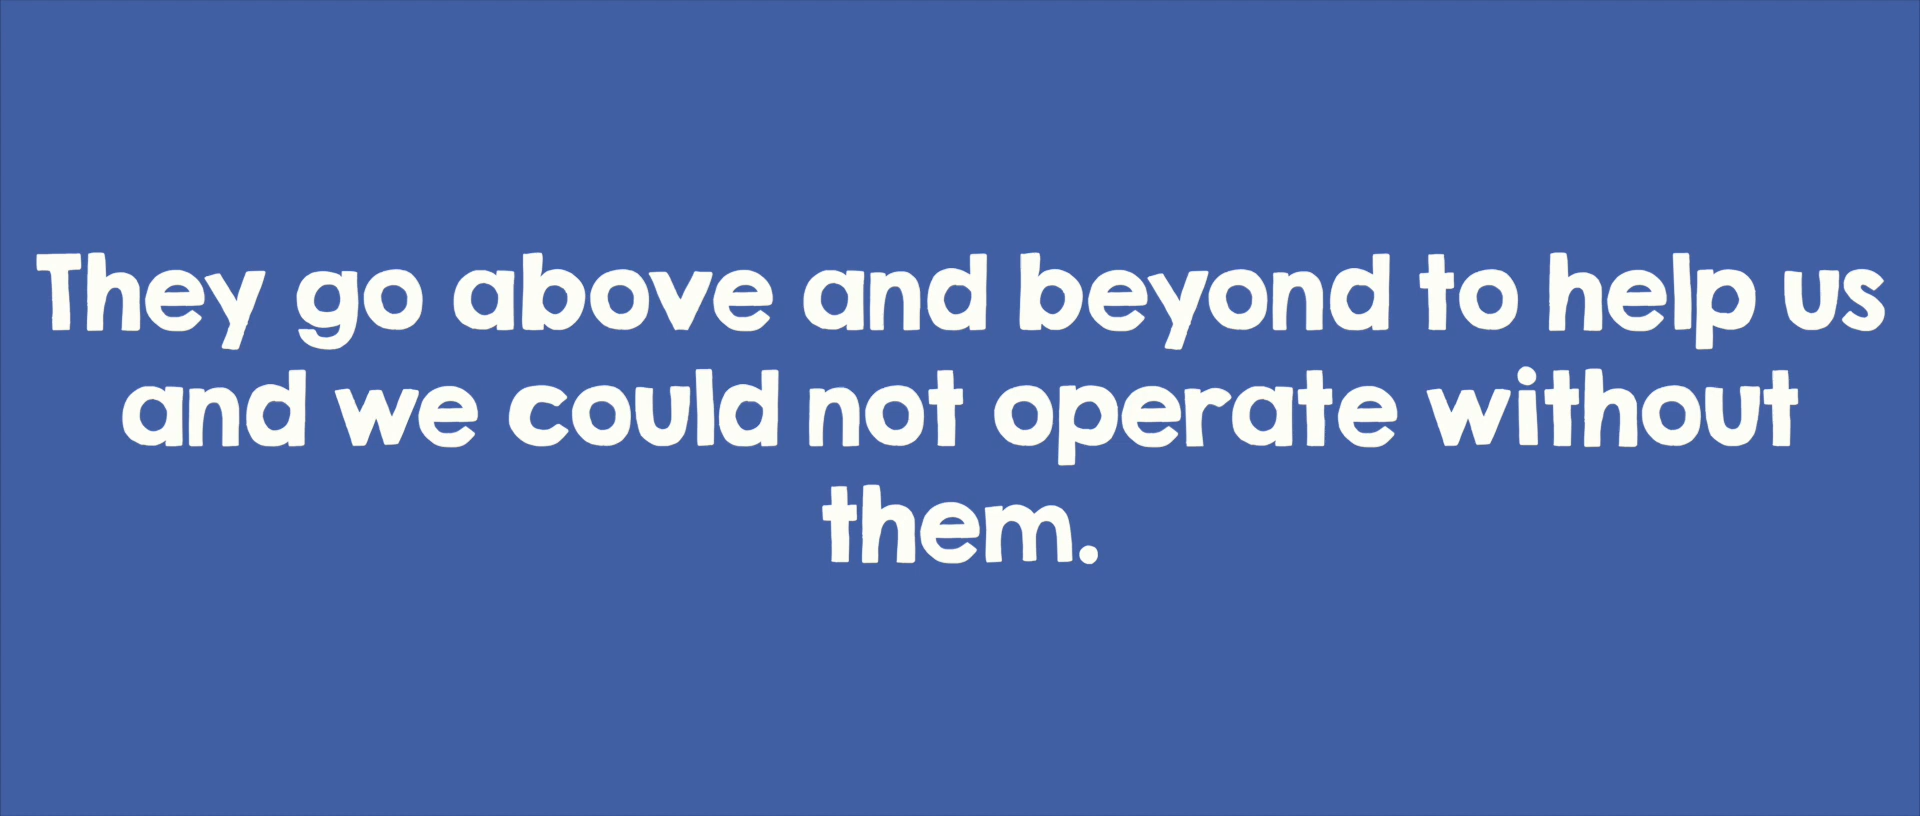 They go above and beyond to help us
and we could not operate without
them.